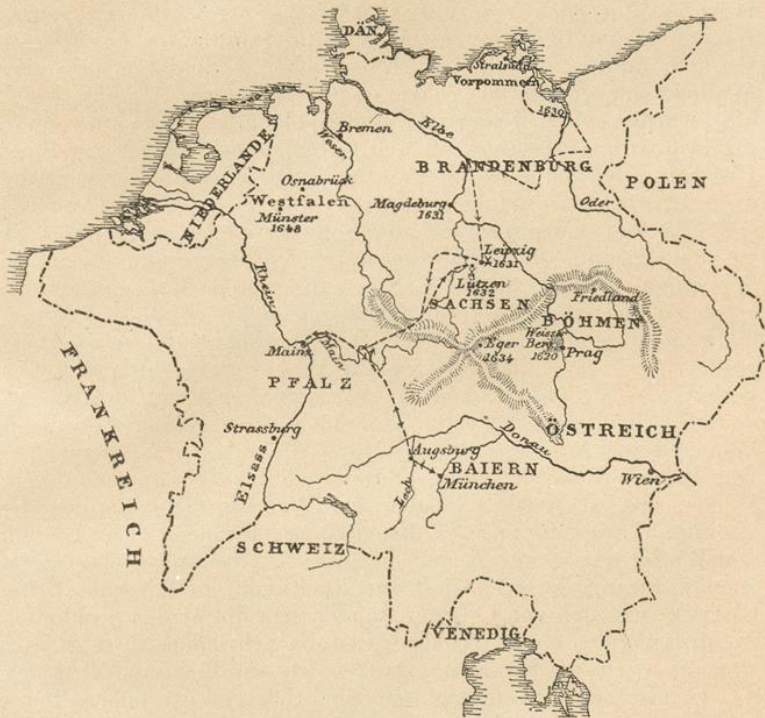 DÄN.
Stralsund
Vorpommern
1630
Elbe
Bremen
Weser
BRANDENBURG
POLEN
NIEDERLANDE
Osnabrück
Westfalen
Münster
1648
Magdeburg
1631
Oder
Leipzig
1631
Lützen
1632
SACHSEN
Friedland
BÖHMEN
Rhein
Weisse
Berg
1620
Prag
Eger
1634
Mainz
Main
PFALZ
FRANKREICH
Strassburg
Elsass
ÖSTREICH
Donau
Augsburg
BAIERN
München
Lech
Wien
SCHWEIZ
VENEDIG